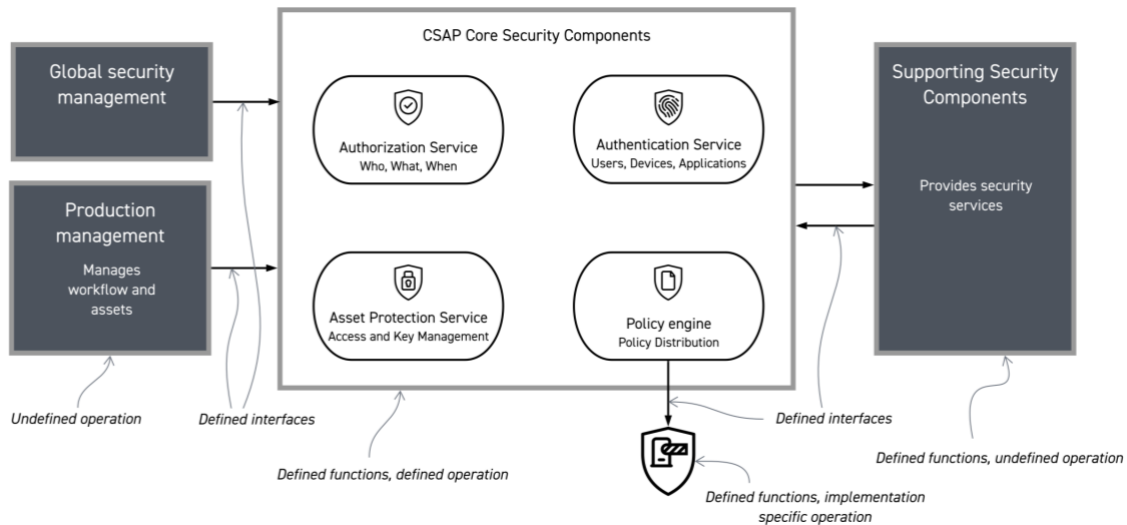 CSAP Core Security Components
Global security
management
Production
management
Manages
workflow and
assets
Authorization Service
Who, What, When
Authentication Service
Users, Devices, Applications
Asset Protection Service
Access and Key Management
Policy engine
Policy Distribution
Supporting Security
Components
Provides security
services
Undefined operation
Defined interfaces
Defined functions, defined operation
Defined interfaces
Defined functions, undefined operation
Defined functions, implementation
specific operation